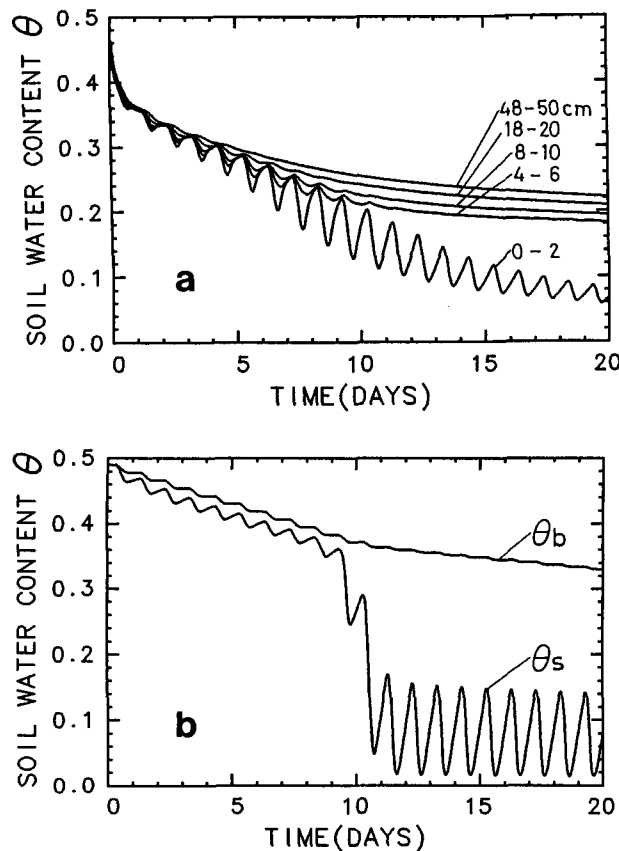 SOIL WATER CONTENT θ
0.5
0.4
0.3
0.2
0.1
0.0
48-50cm
18-20
8-10
4-6
0-2
a
0
5
10
15
20
TIME(DAYS)
SOIL WATER CONTENT θ
0.5
0.4
0.3
0.2
0.1
0.0
θb
θs
b
0
5
10
15
20
TIME(DAYS)